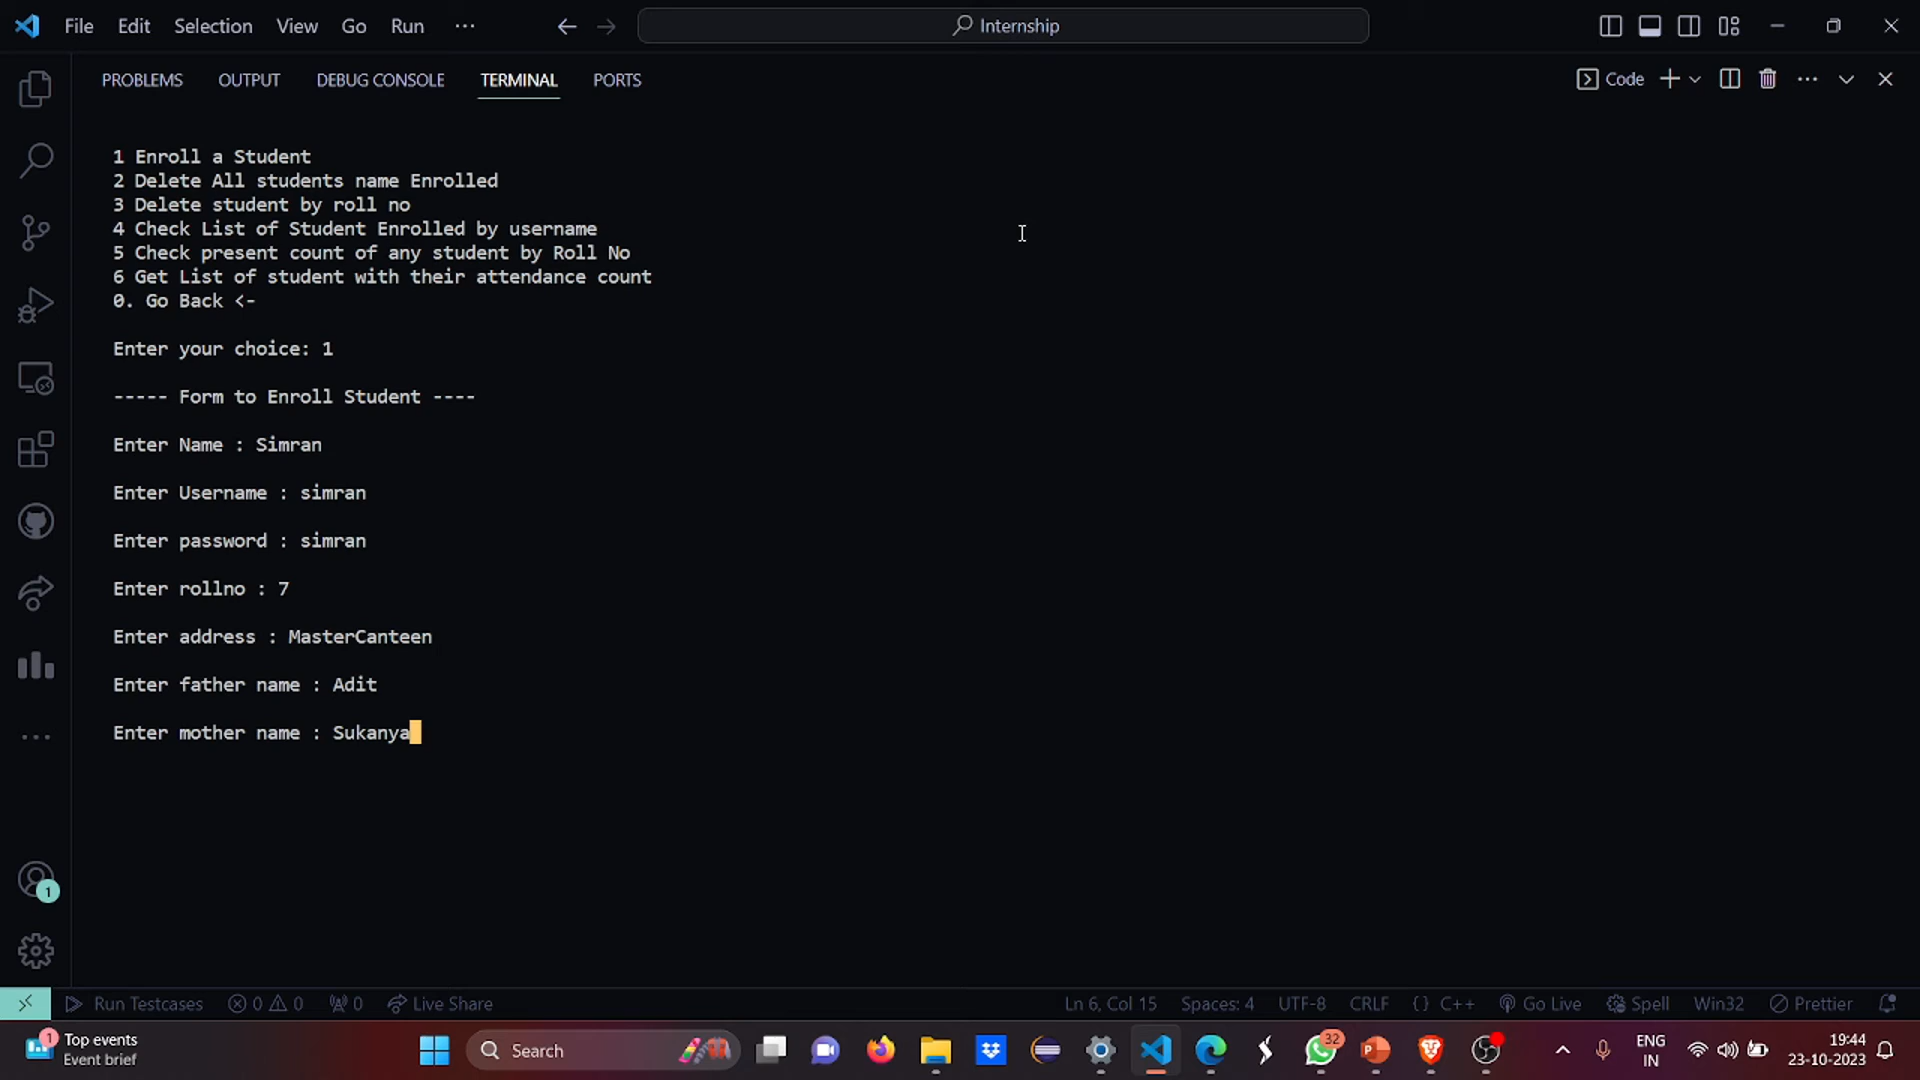 File Edit Selection View Go Run ···
Internship
PROBLEMS OUTPUT DEBUG CONSOLE TERMINAL PORTS
Code
1 Enroll a Student
2 Delete All students name Enrolled
3 Delete student by roll no
4 Check List of Student Enrolled by username
5 Check present count of any student by Roll No
6 Get List of student with their attendance count
0. Go Back <-
Enter your choice: 1
----- Form to Enroll Student ----
Enter Name : Simran
Enter Username : simran
Enter password : simran
Enter rollno : 7
Enter address : MasterCanteen
Enter father name : Adit
Enter mother name : Sukanya
1
Run Testcases 0 0 0 Live Share Ln 6, Col 15 Spaces: 4 UTF-8 CRLF {} C++ Go Live Spell Win32 Prettier
1 Top events
Event brief
Search
32
ENG
IN
19:44
23-10-2023